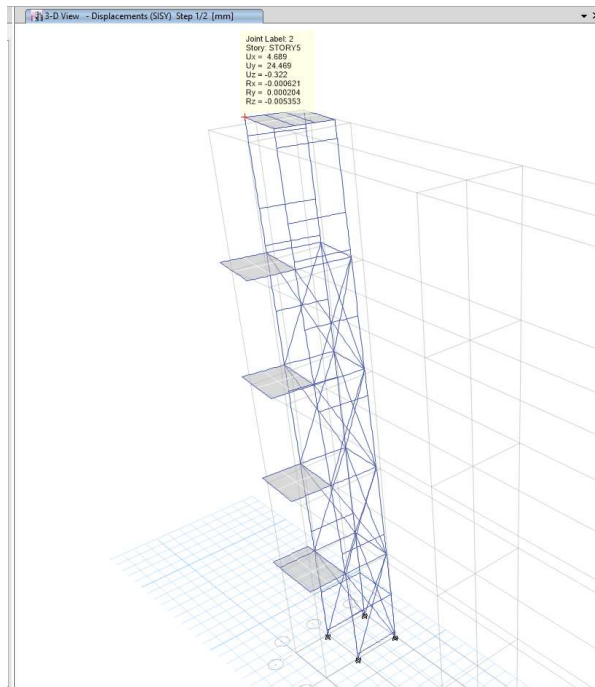 3-D View - Displacements (SISY) Step 1/2 [mm]
Joint Label: 2
Story: STORY5
Ux = 4.689
Uy = 24.469
Uz = -0.322
Rx = -0.000621
Ry = 0.000204
Rz = -0.005353